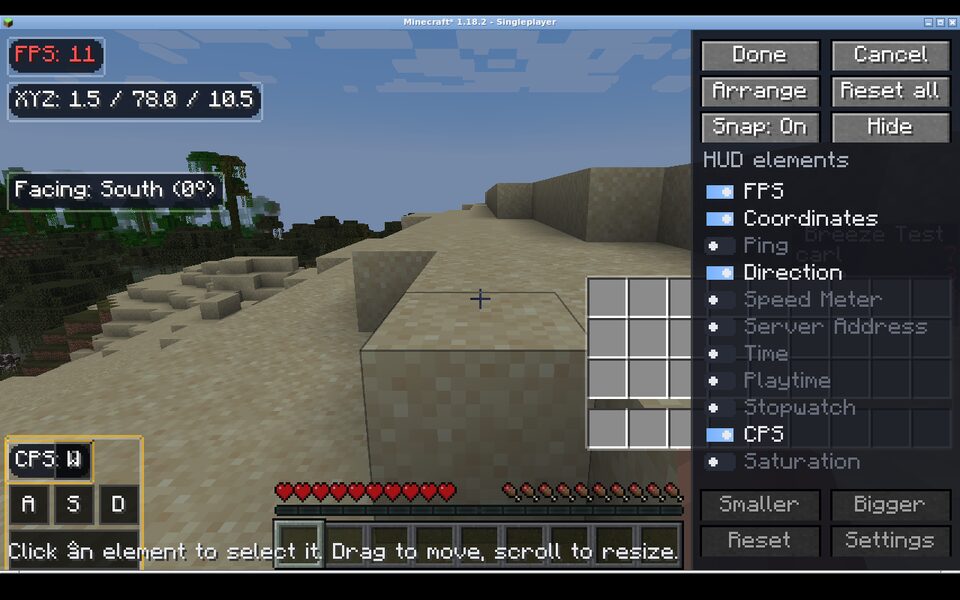 Minecraft* 1.18.2 - Singleplayer
FPS: 11
XYZ: 1.5 / 78.0 / 10.5
Facing: South (0°)
Done
Cancel
Arrange
Reset all
Snap: On
Hide
HUD elements
FPS
Coordinates
Breeze Test
Ping
carl
Direction
Speed Meter
Server Address
Time
Playtime
Stopwatch
CPS
Saturation
CPS W
A S D
Smaller
Bigger
Reset
Settings
Click an element to select it. Drag to move, scroll to resize.